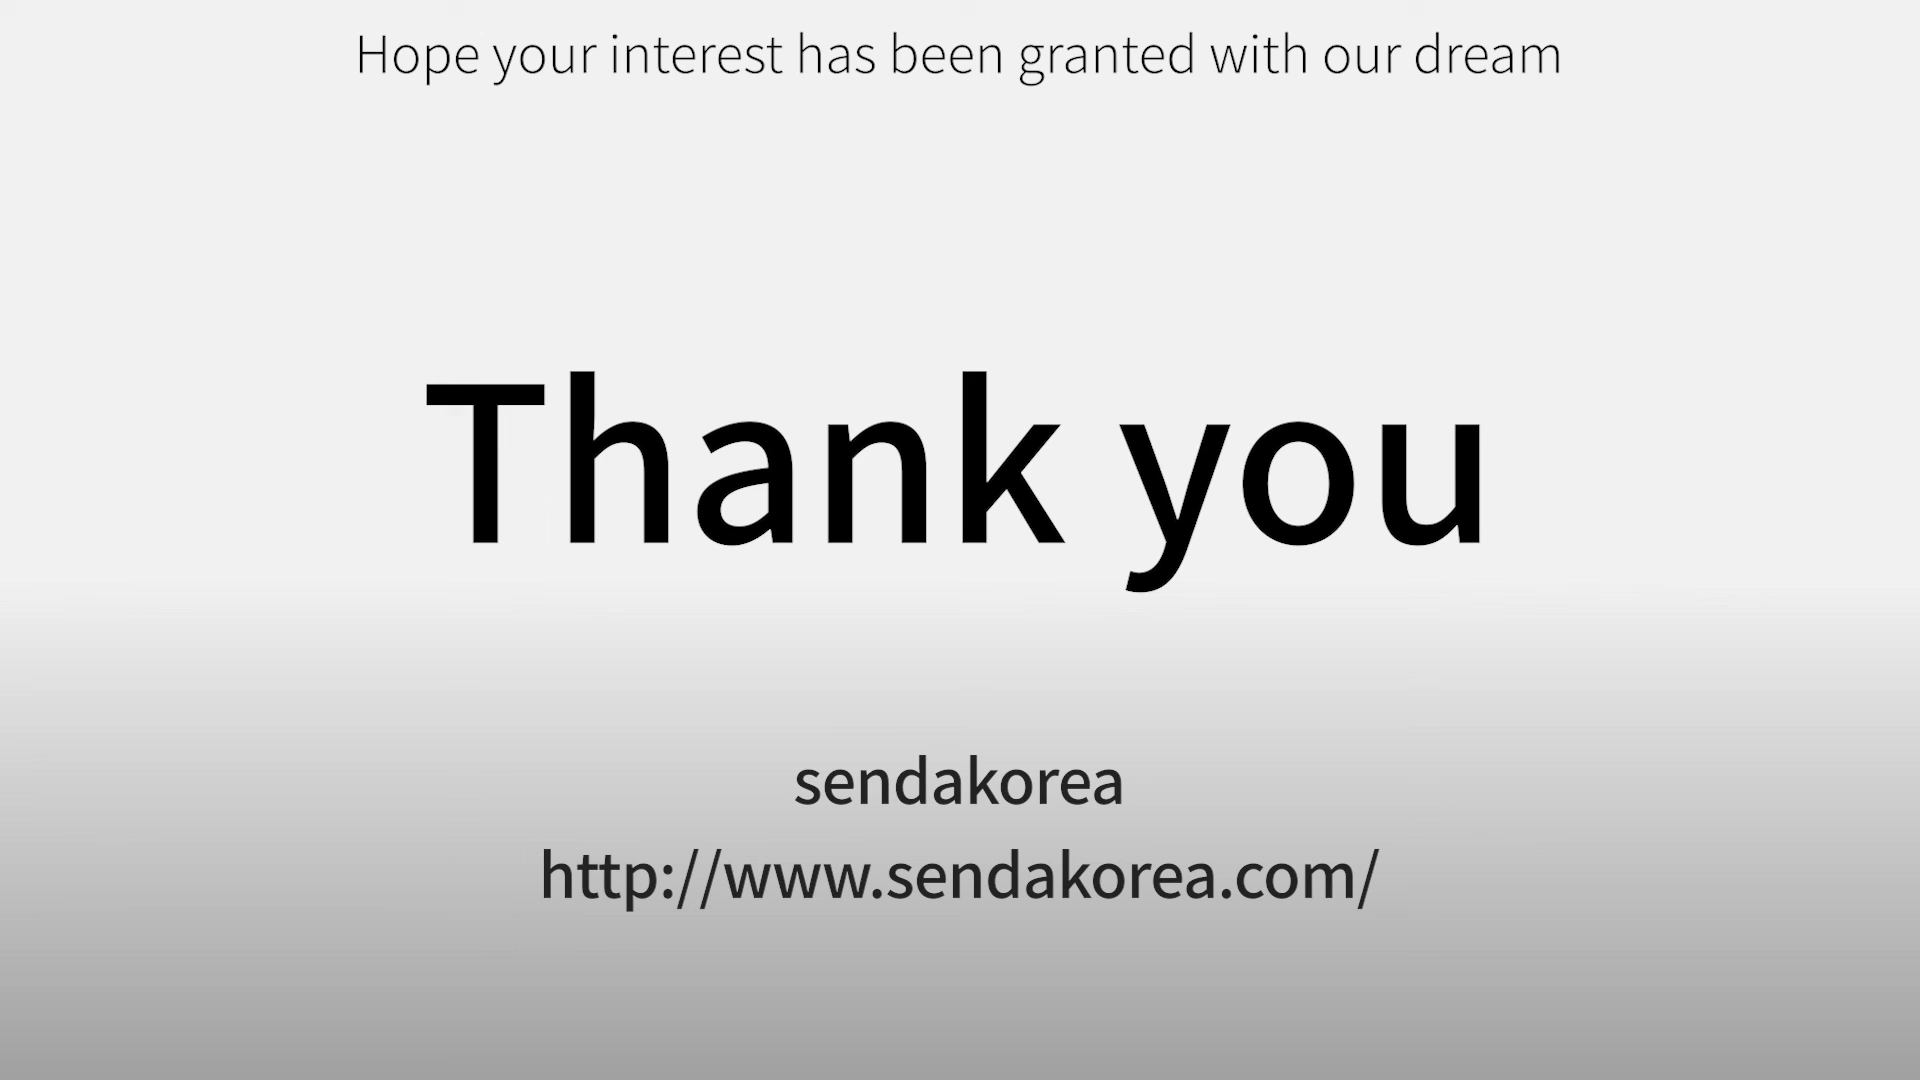 Hope your interest has been granted with our dream
Thank you
sendakorea
http://www.sendakorea.com/